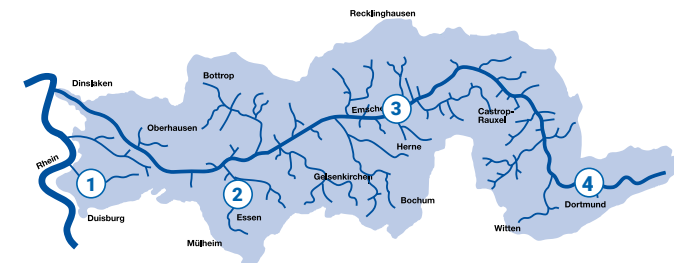 Recklinghausen
Dinslaken
Bottrop
Emsche
3
Castrop-
Rauxel
Oberhausen
Herne
Rhein
1
2
Gelsenkirchen
4
Bochum
Dortmund
Duisburg
Essen
Witten
Mülheim